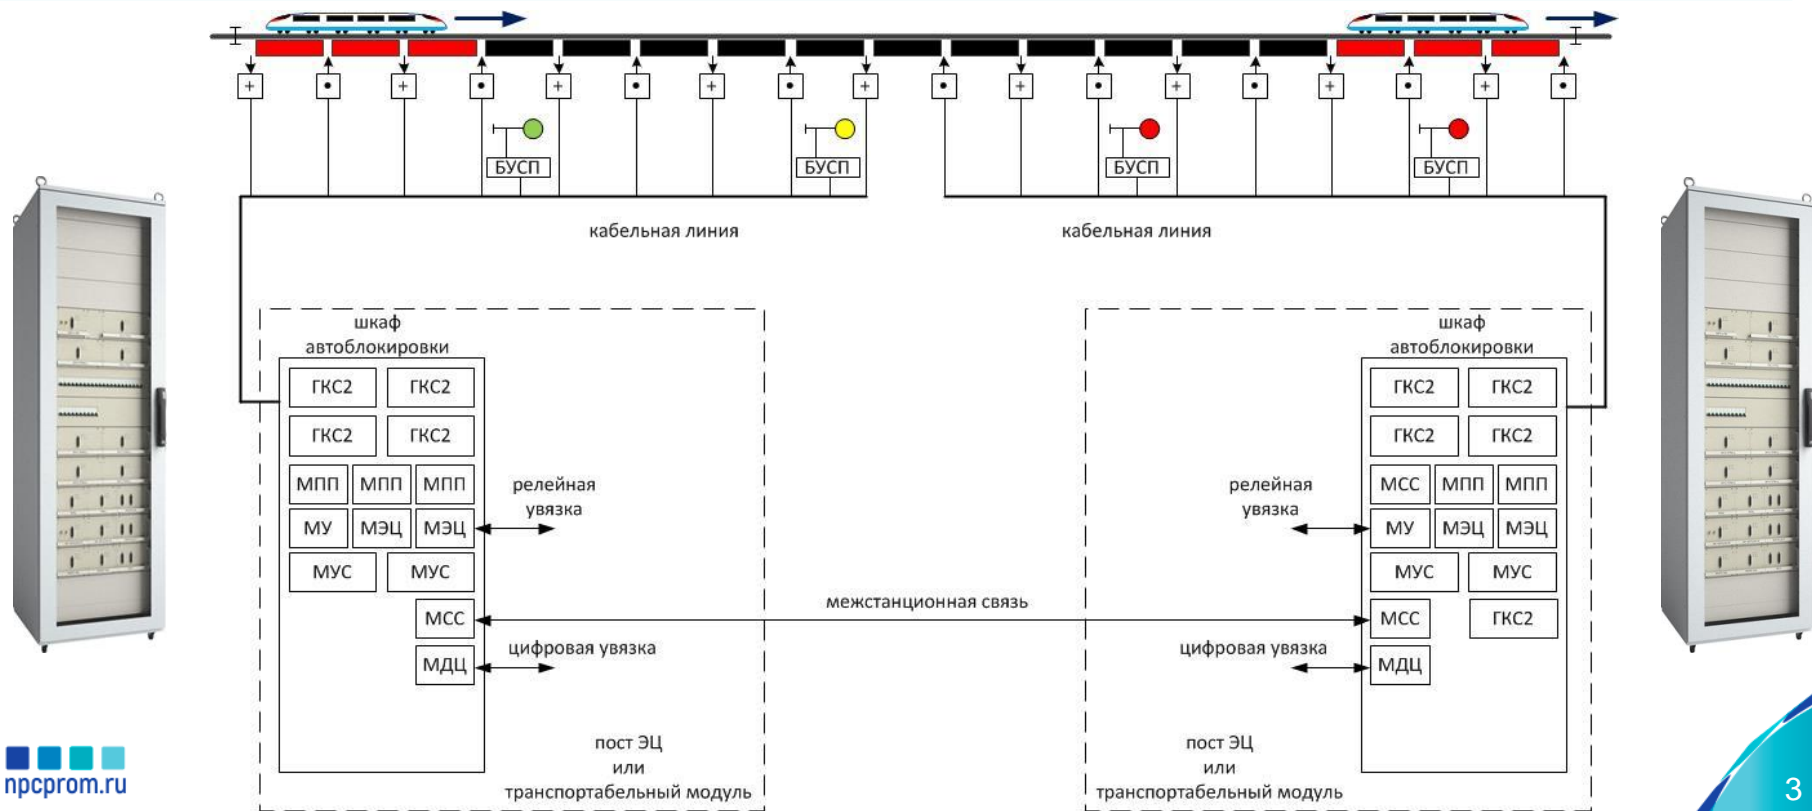 + • + • + • + • + • + • + • + • + • + •
БУСП БУСП БУСП БУСП
кабельная линия кабельная линия
шкаф
автоблокировки
ГКС2 ГКС2
ГКС2 ГКС2
МПП МПП МПП
МУ МЭЦ МЭЦ
МУС МУС
МСС
МДЦ
релейная
увязка
цифровая увязка
пост ЭЦ
или
транспортабельный модуль
межстанционная связь
шкаф
автоблокировки
ГКС2 ГКС2
ГКС2 ГКС2
МСС МПП МПП
МУ МЭЦ МЭЦ
МУС МУС
МСС ГКС2
МДЦ
релейная
увязка
цифровая увязка
пост ЭЦ
или
транспортабельный модуль
npcprom.ru
3